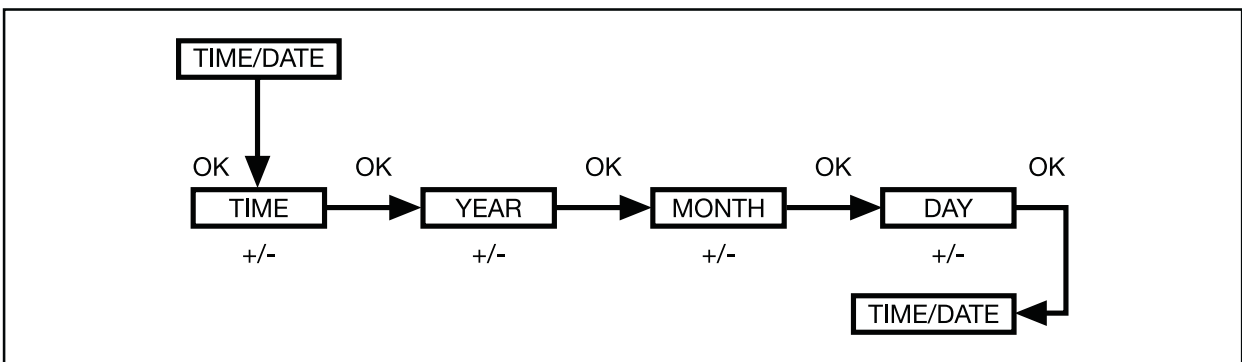 TIME/DATE
OK OK OK OK OK
TIME YEAR MONTH DAY
+/- +/- +/- +/-
TIME/DATE